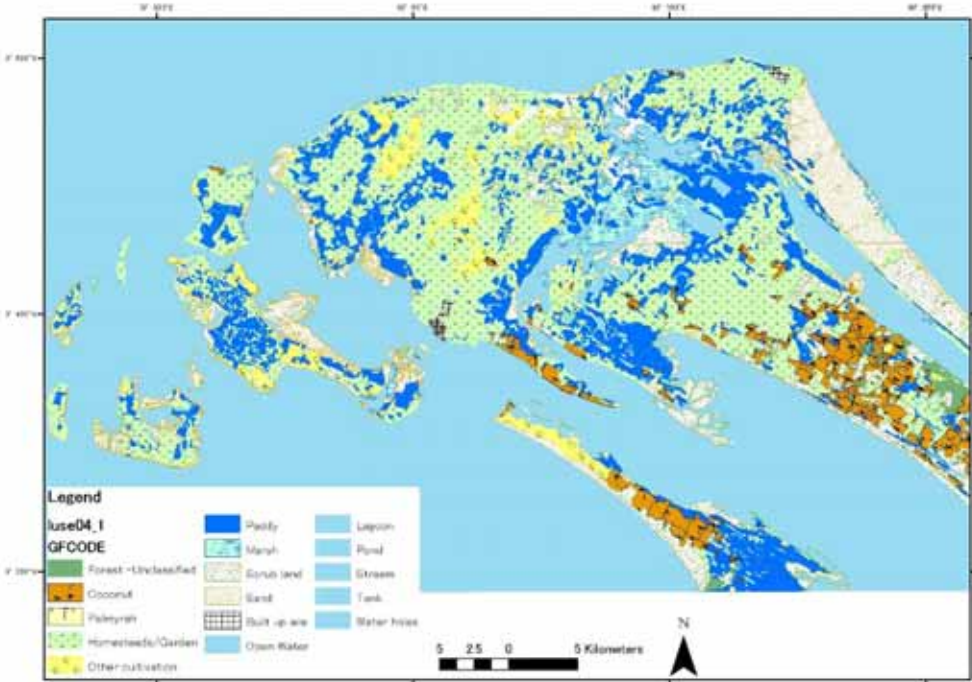 Legend
luse04_1
GFCODE
Forest -Unclassified
Coconut
Palmyrah
Homesteads/Garden
Other cultivation
Paddy
Marsh
Scrub land
Sand
Built up are
Open Water
Lagoon
Pond
Stream
Tank
Water holes
N
5 2.5 0 5 Kilometers